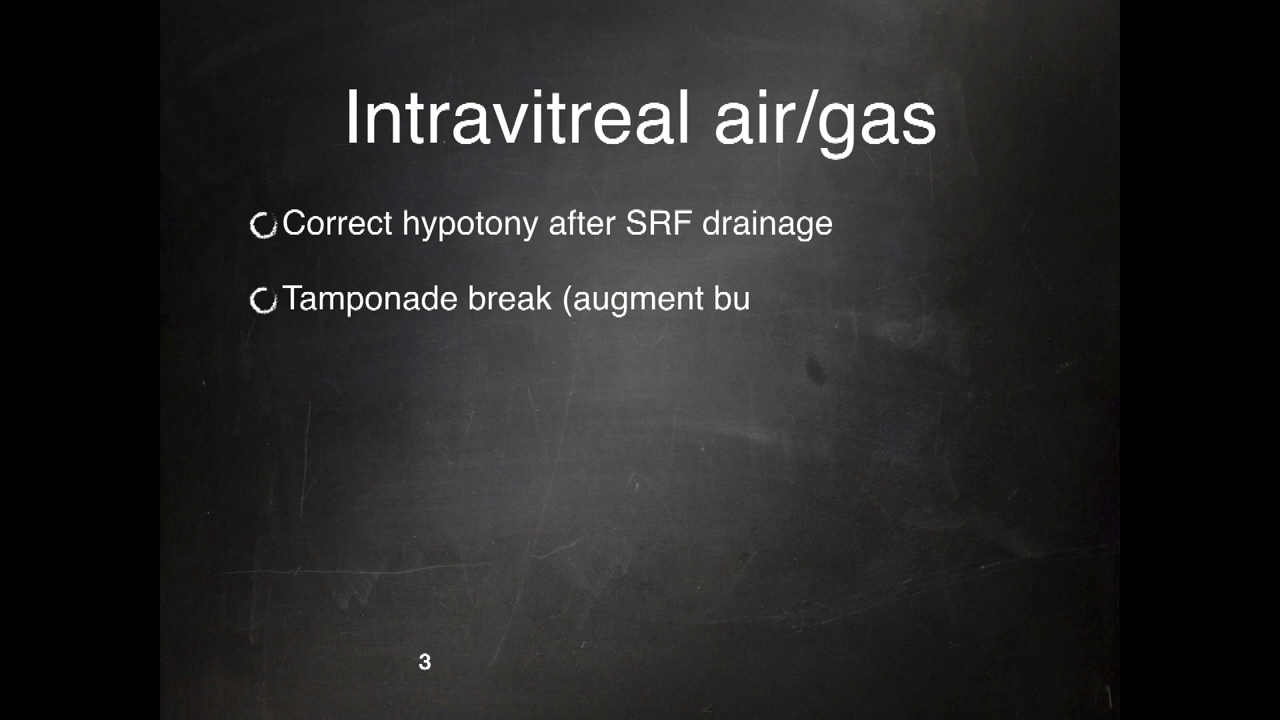 Intravitreal air/gas
Correct hypotony after SRF drainage
Tamponade break (augment bu
3